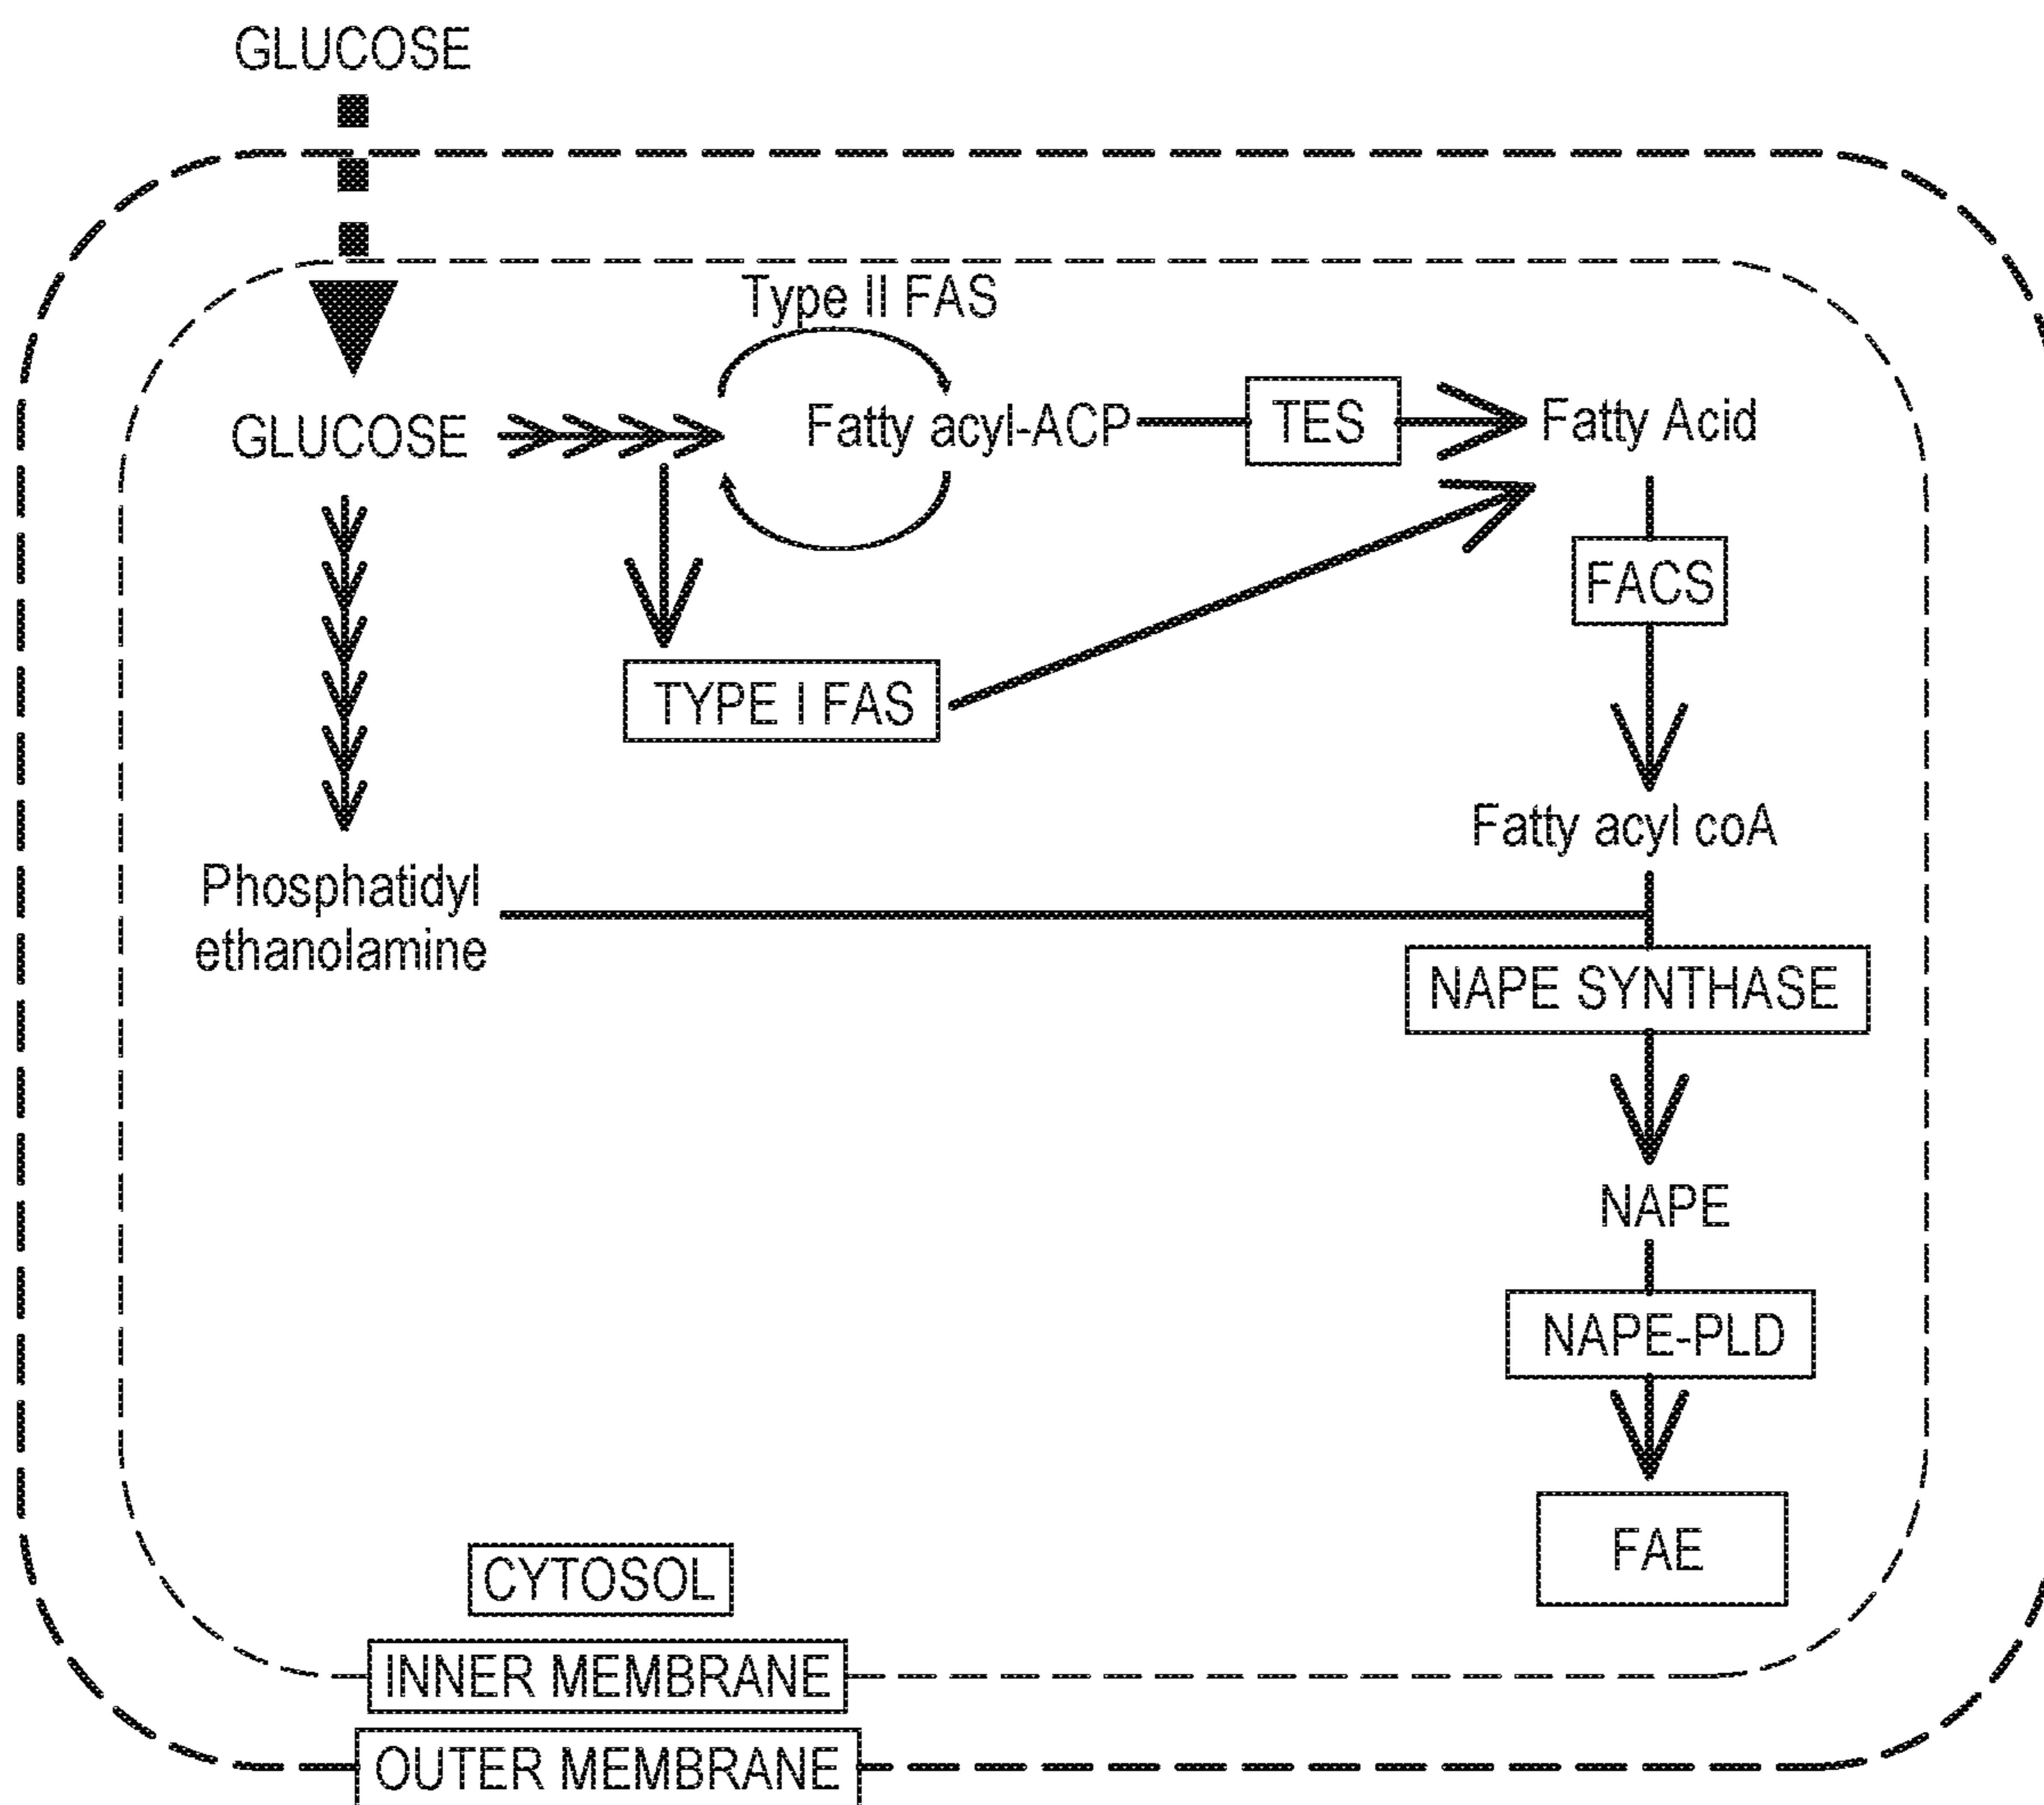 GLUCOSE
Type II FAS
GLUCOSE
Fatty acyl-ACP
TES
Fatty Acid
FACS
TYPE I FAS
Fatty acyl coA
Phosphatidyl
ethanolamine
NAPE SYNTHASE
NAPE
NAPE-PLD
FAE
CYTOSOL
INNER MEMBRANE
OUTER MEMBRANE